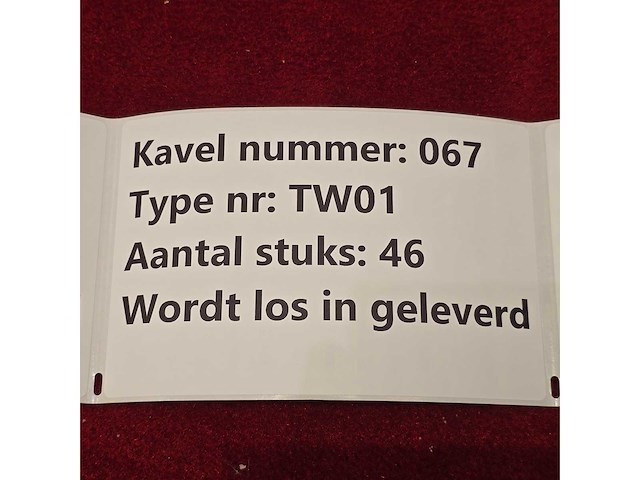 Kavel nummer: 067
Type nr: TW01
Aantal stuks: 46
Wordt los in geleverd